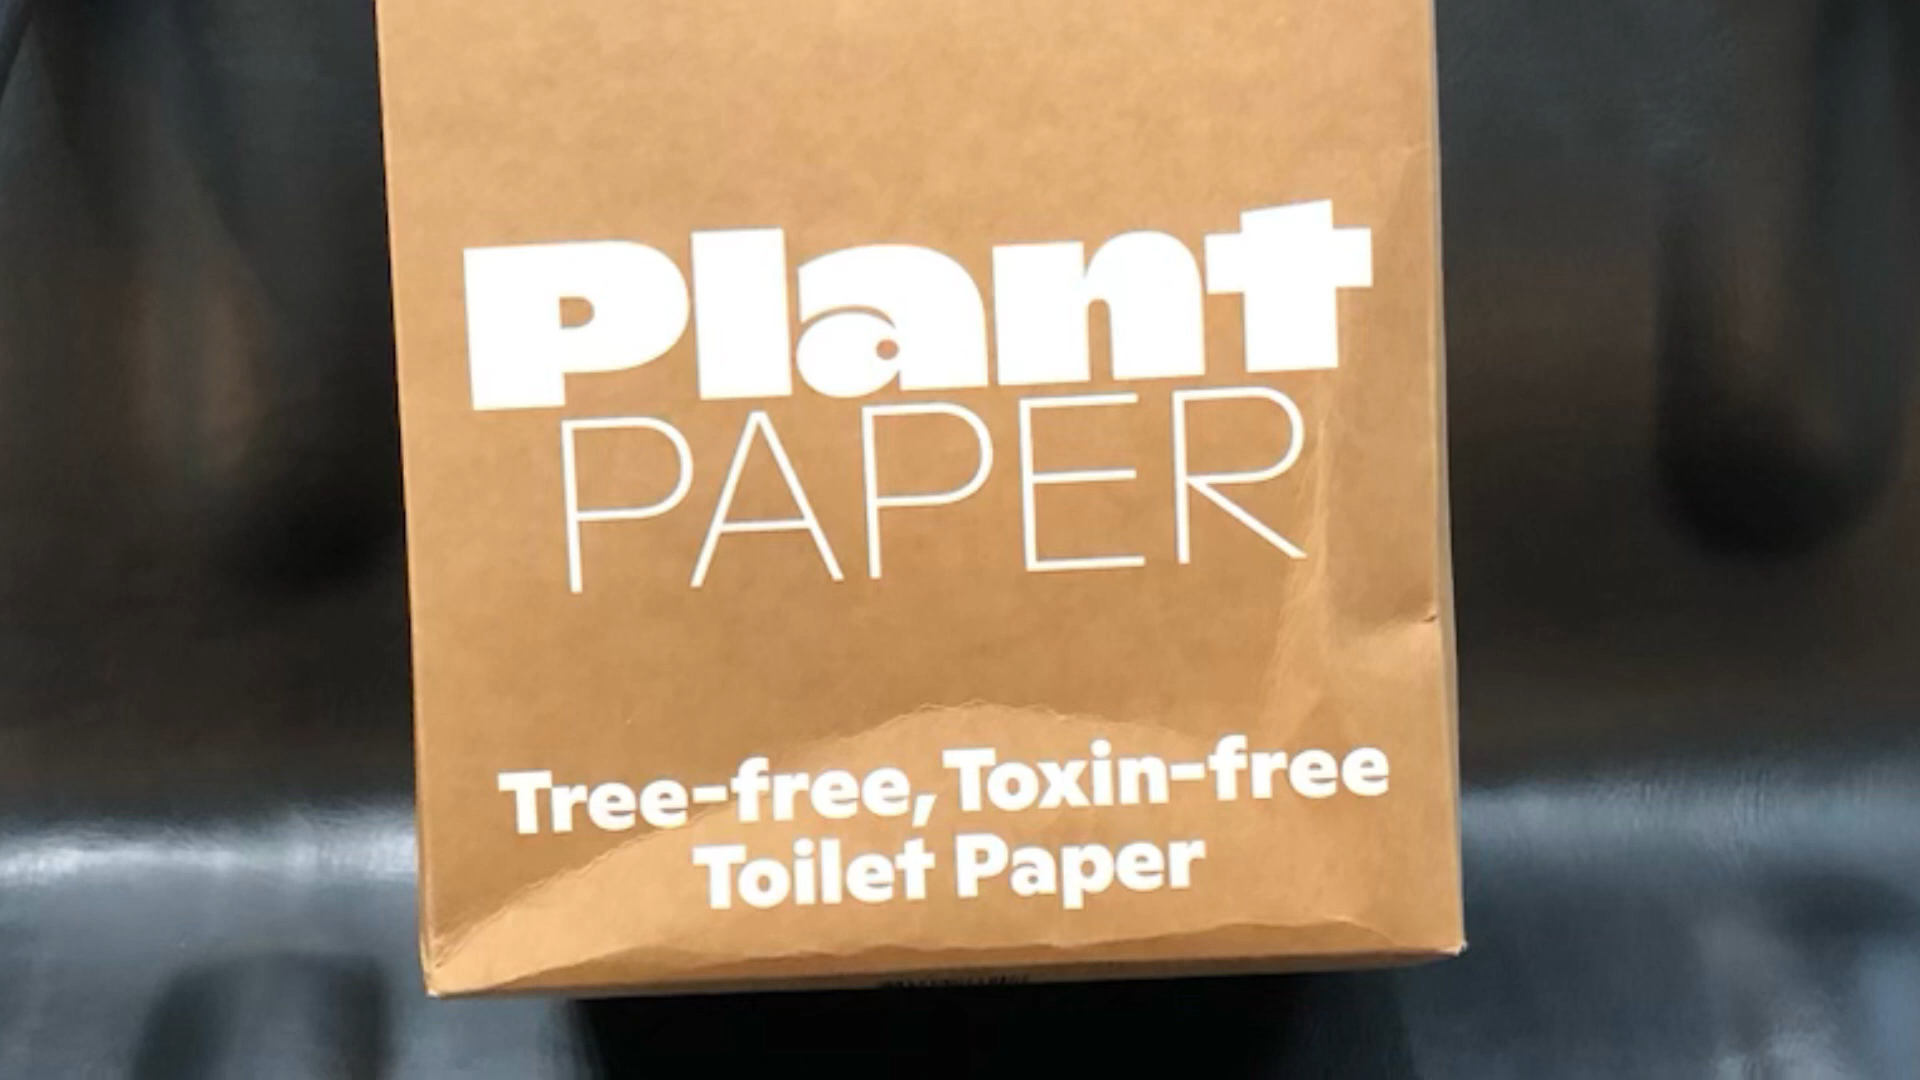 Plant
PAPER
Tree-free, Toxin-free
Toilet Paper